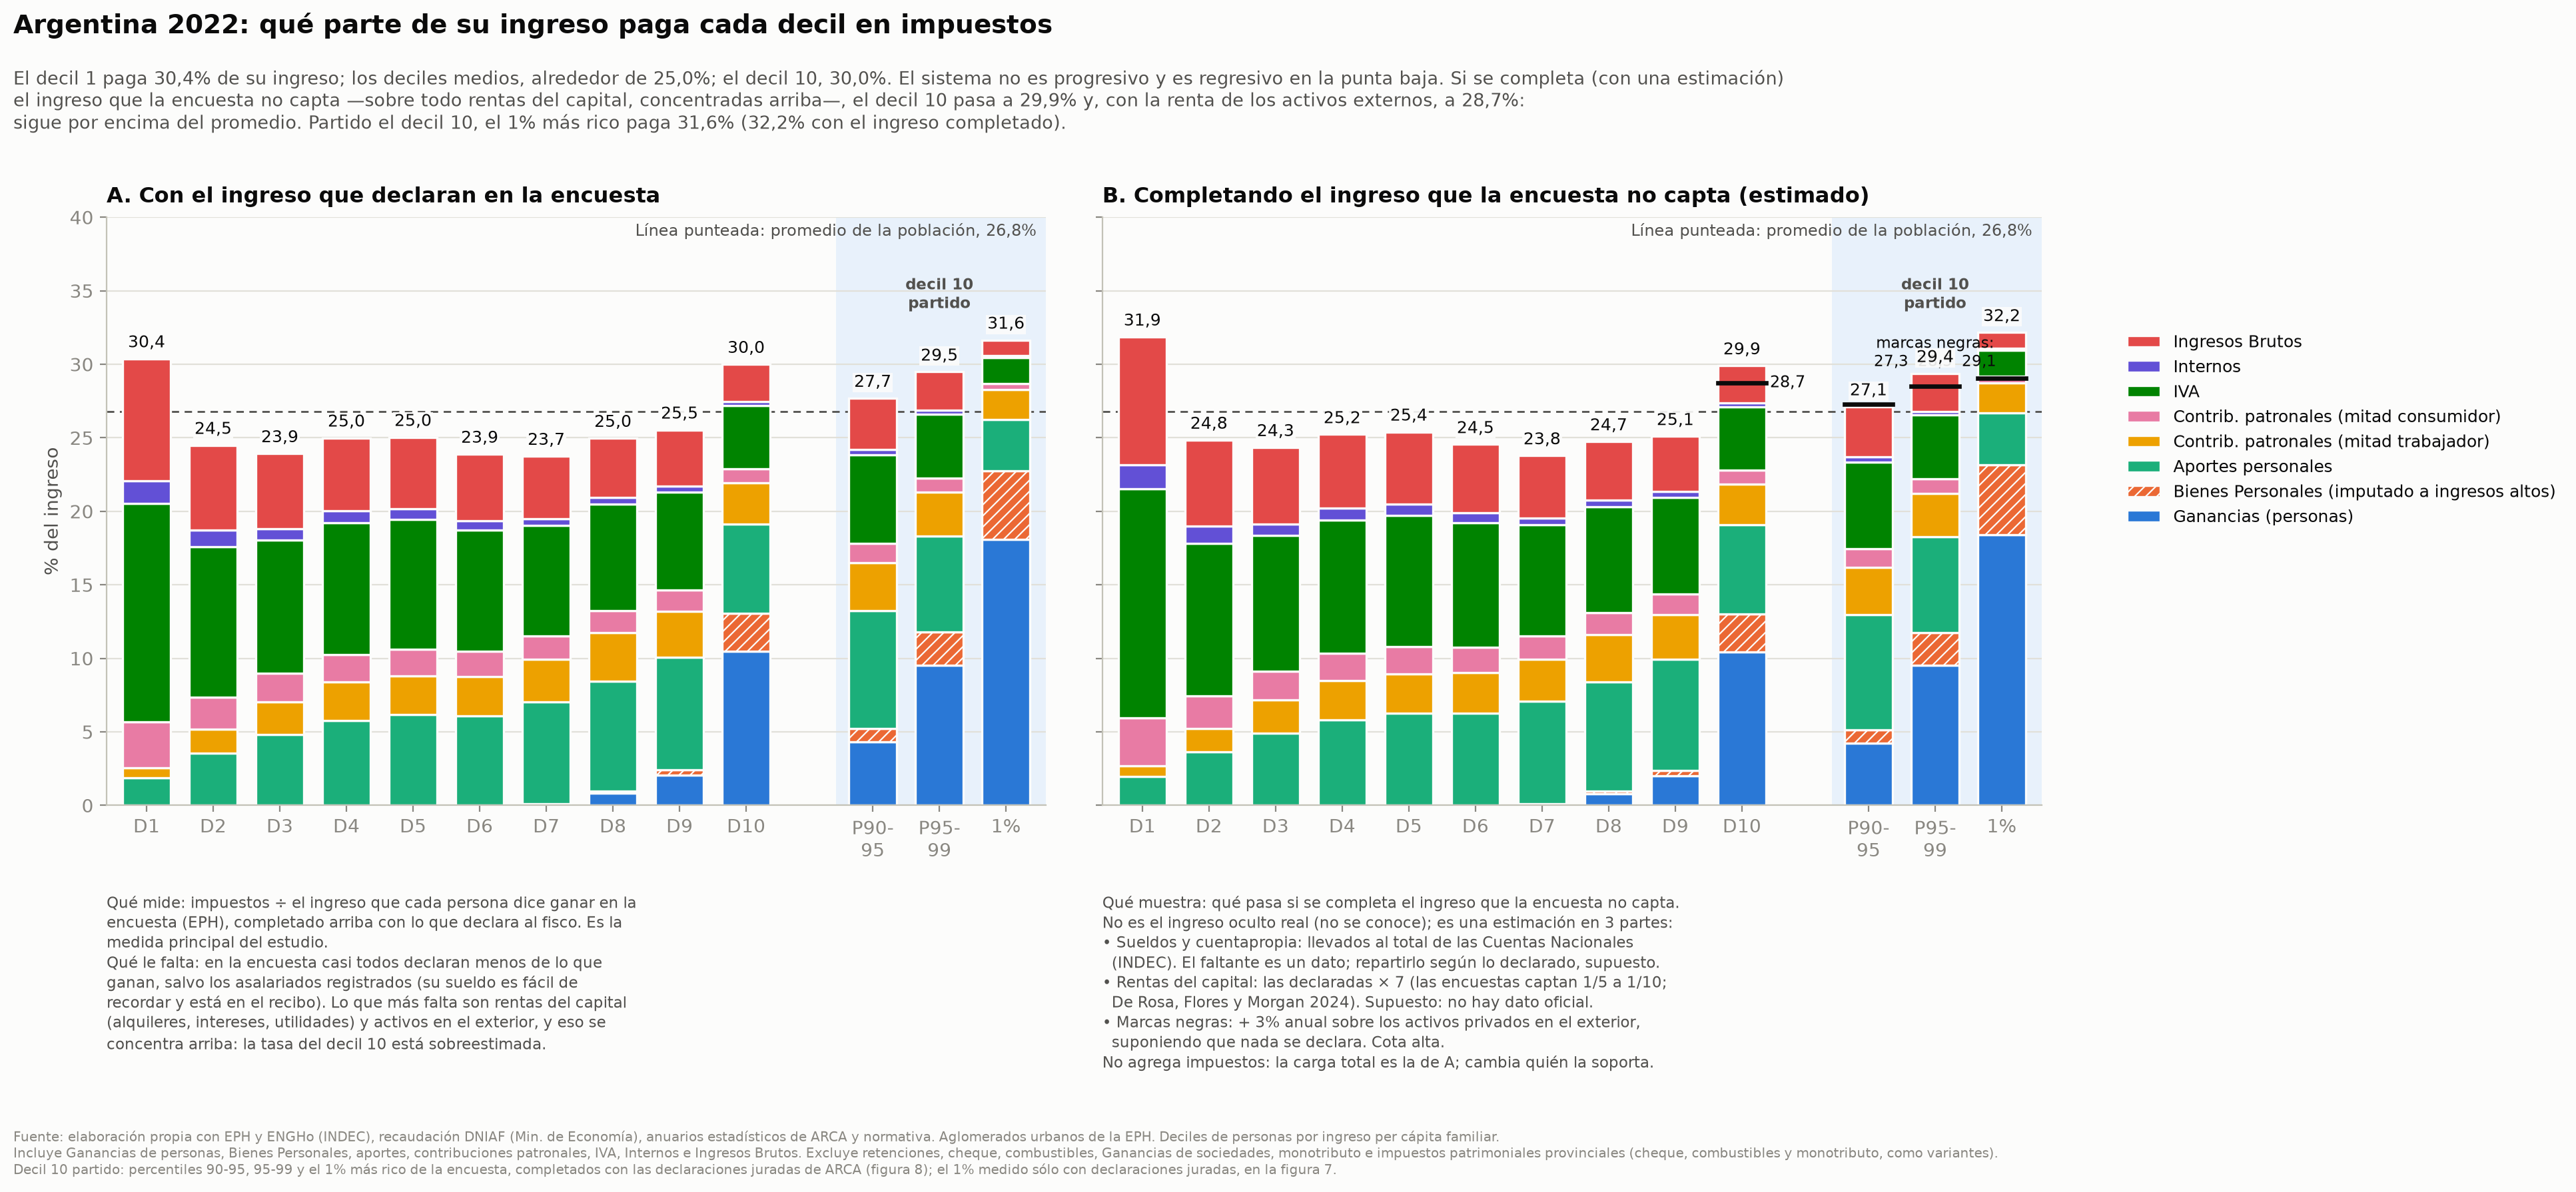 Argentina 2022: qué parte de su ingreso paga cada decil en impuestos
El decil 1 paga 30,4% de su ingreso; los deciles medios, alrededor de 25,0%; el decil 10, 30,0%. El sistema no es progresivo y es regresivo en la punta baja. Si se completa (con una estimación)
el ingreso que la encuesta no capta —sobre todo rentas del capital, concentradas arriba—, el decil 10 pasa a 29,9% y, con la renta de los activos externos, a 28,7%:
sigue por encima del promedio. Partido el decil 10, el 1% más rico paga 31,6% (32,2% con el ingreso completado).
A. Con el ingreso que declaran en la encuesta
Línea punteada: promedio de la población, 26,8%
decil 10
partido
% del ingreso
40
35
30
25
20
15
10
5
0
30,4
24,5
23,9
25,0
25,0
23,9
23,7
25,0
25,5
30,0
27,7
29,5
31,6
D1
D2
D3
D4
D5
D6
D7
D8
D9
D10
P90-
95
P95-
99
1%
B. Completando el ingreso que la encuesta no capta (estimado)
Línea punteada: promedio de la población, 26,8%
decil 10
partido
marcas negras:
27,3
29,1
31,9
24,8
24,3
25,2
25,4
24,5
23,8
24,7
25,1
29,9
28,7
27,1
29,4
32,2
D1
D2
D3
D4
D5
D6
D7
D8
D9
D10
P90-
95
P95-
99
1%
Ingresos Brutos
Internos
IVA
Contrib. patronales (mitad consumidor)
Contrib. patronales (mitad trabajador)
Aportes personales
Bienes Personales (imputado a ingresos altos)
Ganancias (personas)
Qué mide: impuestos ÷ el ingreso que cada persona dice ganar en la
encuesta (EPH), completado arriba con lo que declara al fisco. Es la
medida principal del estudio.
Qué le falta: en la encuesta casi todos declaran menos de lo que
ganan, salvo los asalariados registrados (su sueldo es fácil de
recordar y está en el recibo). Lo que más falta son rentas del capital
(alquileres, intereses, utilidades) y activos en el exterior, y eso se
concentra arriba: la tasa del decil 10 está sobreestimada.
Qué muestra: qué pasa si se completa el ingreso que la encuesta no capta.
No es el ingreso oculto real (no se conoce); es una estimación en 3 partes:
• Sueldos y cuentapropia: llevados al total de las Cuentas Nacionales
(INDEC). El faltante es un dato; repartirlo según lo declarado, supuesto.
• Rentas del capital: las declaradas × 7 (las encuestas captan 1/5 a 1/10;
De Rosa, Flores y Morgan 2024). Supuesto: no hay dato oficial.
• Marcas negras: + 3% anual sobre los activos privados en el exterior,
suponiendo que nada se declara. Cota alta.
No agrega impuestos: la carga total es la de A; cambia quién la soporta.
Fuente: elaboración propia con EPH y ENGHo (INDEC), recaudación DNIAF (Min. de Economía), anuarios estadísticos de ARCA y normativa. Aglomerados urbanos de la EPH. Deciles de personas por ingreso per cápita familiar.
Incluye Ganancias de personas, Bienes Personales, aportes, contribuciones patronales, IVA, Internos e Ingresos Brutos. Excluye retenciones, cheque, combustibles, Ganancias de sociedades, monotributo e impuestos patrimoniales provinciales (cheque, combustibles y monotributo, como variantes).
Decil 10 partido: percentiles 90-95, 95-99 y el 1% más rico de la encuesta, completados con las declaraciones juradas de ARCA (figura 8); el 1% medido sólo con declaraciones juradas, en la figura 7.